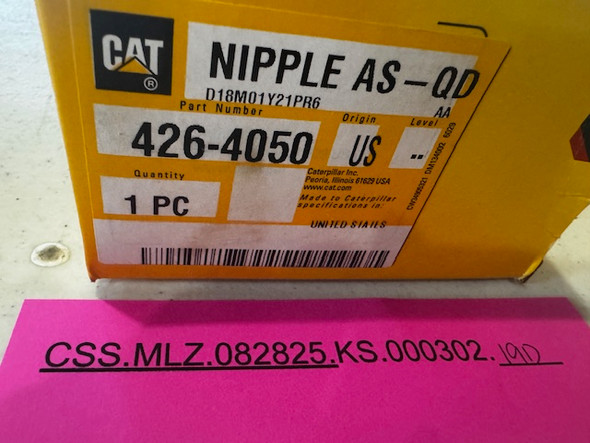 CAT
®
NIPPLE AS-QD
D18M01Y21PR6
AA
Part Number
Origin
Level
426-4050
US
--
Quantity
1 PC
Caterpillar Inc.
Peoria, Illinois 61629 USA
www.cat.com
Made to Caterpillar
specifications in:
UNITED STATES
CSS.MLZ.082825.KS.000302.190